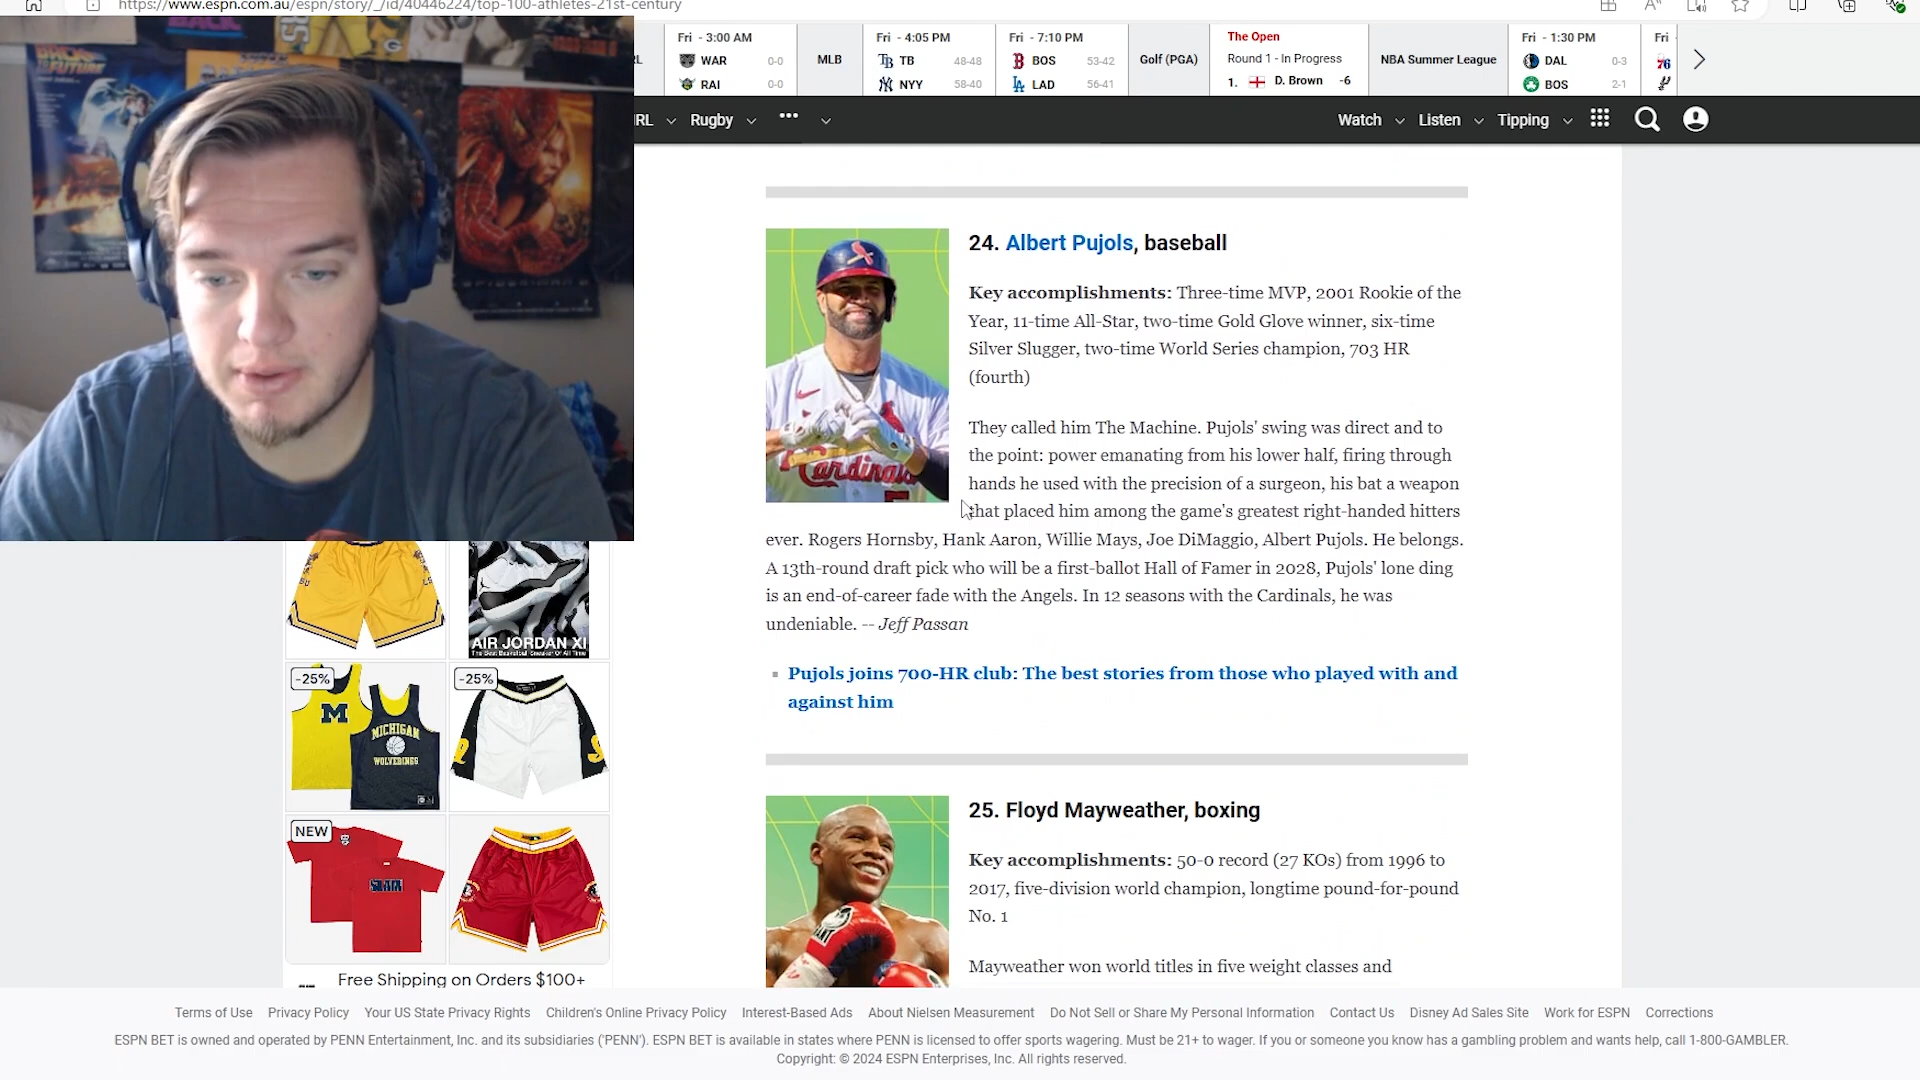 https://www.espn.com.au/espn/story/_/id/40446224/top-100-athletes-21st-century
BACK
FUTURE
G
Fri - 3:00 AM
WAR 0-0
RAI 0-0
MLB
Fri - 4:05 PM
TB 48-48
NYY 58-40
Fri - 7:10 PM
BOS 53-42
LAD 56-41
Golf (PGA)
The Open
Round 1 - In Progress
1. D. Brown -6
NBA Summer League
Fri - 1:30 PM
DAL 0-3
BOS 2-1
Fri -
76
IRL Rugby ••• Watch Listen Tipping
24. Albert Pujols, baseball
Key accomplishments: Three-time MVP, 2001 Rookie of the
Year, 11-time All-Star, two-time Gold Glove winner, six-time
Silver Slugger, two-time World Series champion, 703 HR
(fourth)
They called him The Machine. Pujols' swing was direct and to
the point: power emanating from his lower half, firing through
hands he used with the precision of a surgeon, his bat a weapon
that placed him among the game's greatest right-handed hitters
ever. Rogers Hornsby, Hank Aaron, Willie Mays, Joe DiMaggio, Albert Pujols. He belongs.
A 13th-round draft pick who will be a first-ballot Hall of Famer in 2028, Pujols' lone ding
is an end-of-career fade with the Angels. In 12 seasons with the Cardinals, he was
undeniable. -- Jeff Passan
Pujols joins 700-HR club: The best stories from those who played with and
against him
Cardinals
25. Floyd Mayweather, boxing
Key accomplishments: 50-0 record (27 KOs) from 1996 to
2017, five-division world champion, longtime pound-for-pound
No. 1
Mayweather won world titles in five weight classes and
AIR JORDAN XI
The Best Basketball Sneaker Of All Time
-25%
-25%
M
MICHIGAN
WOLVERINES
NEW
SLAM
Free Shipping on Orders $100+
Terms of Use Privacy Policy Your US State Privacy Rights Children's Online Privacy Policy Interest-Based Ads About Nielsen Measurement Do Not Sell or Share My Personal Information Contact Us Disney Ad Sales Site Work for ESPN Corrections
ESPN BET is owned and operated by PENN Entertainment, Inc. and its subsidiaries ('PENN'). ESPN BET is available in states where PENN is licensed to offer sports wagering. Must be 21+ to wager. If you or someone you know has a gambling problem and wants help, call 1-800-GAMBLER.
Copyright: © 2024 ESPN Enterprises, Inc. All rights reserved.